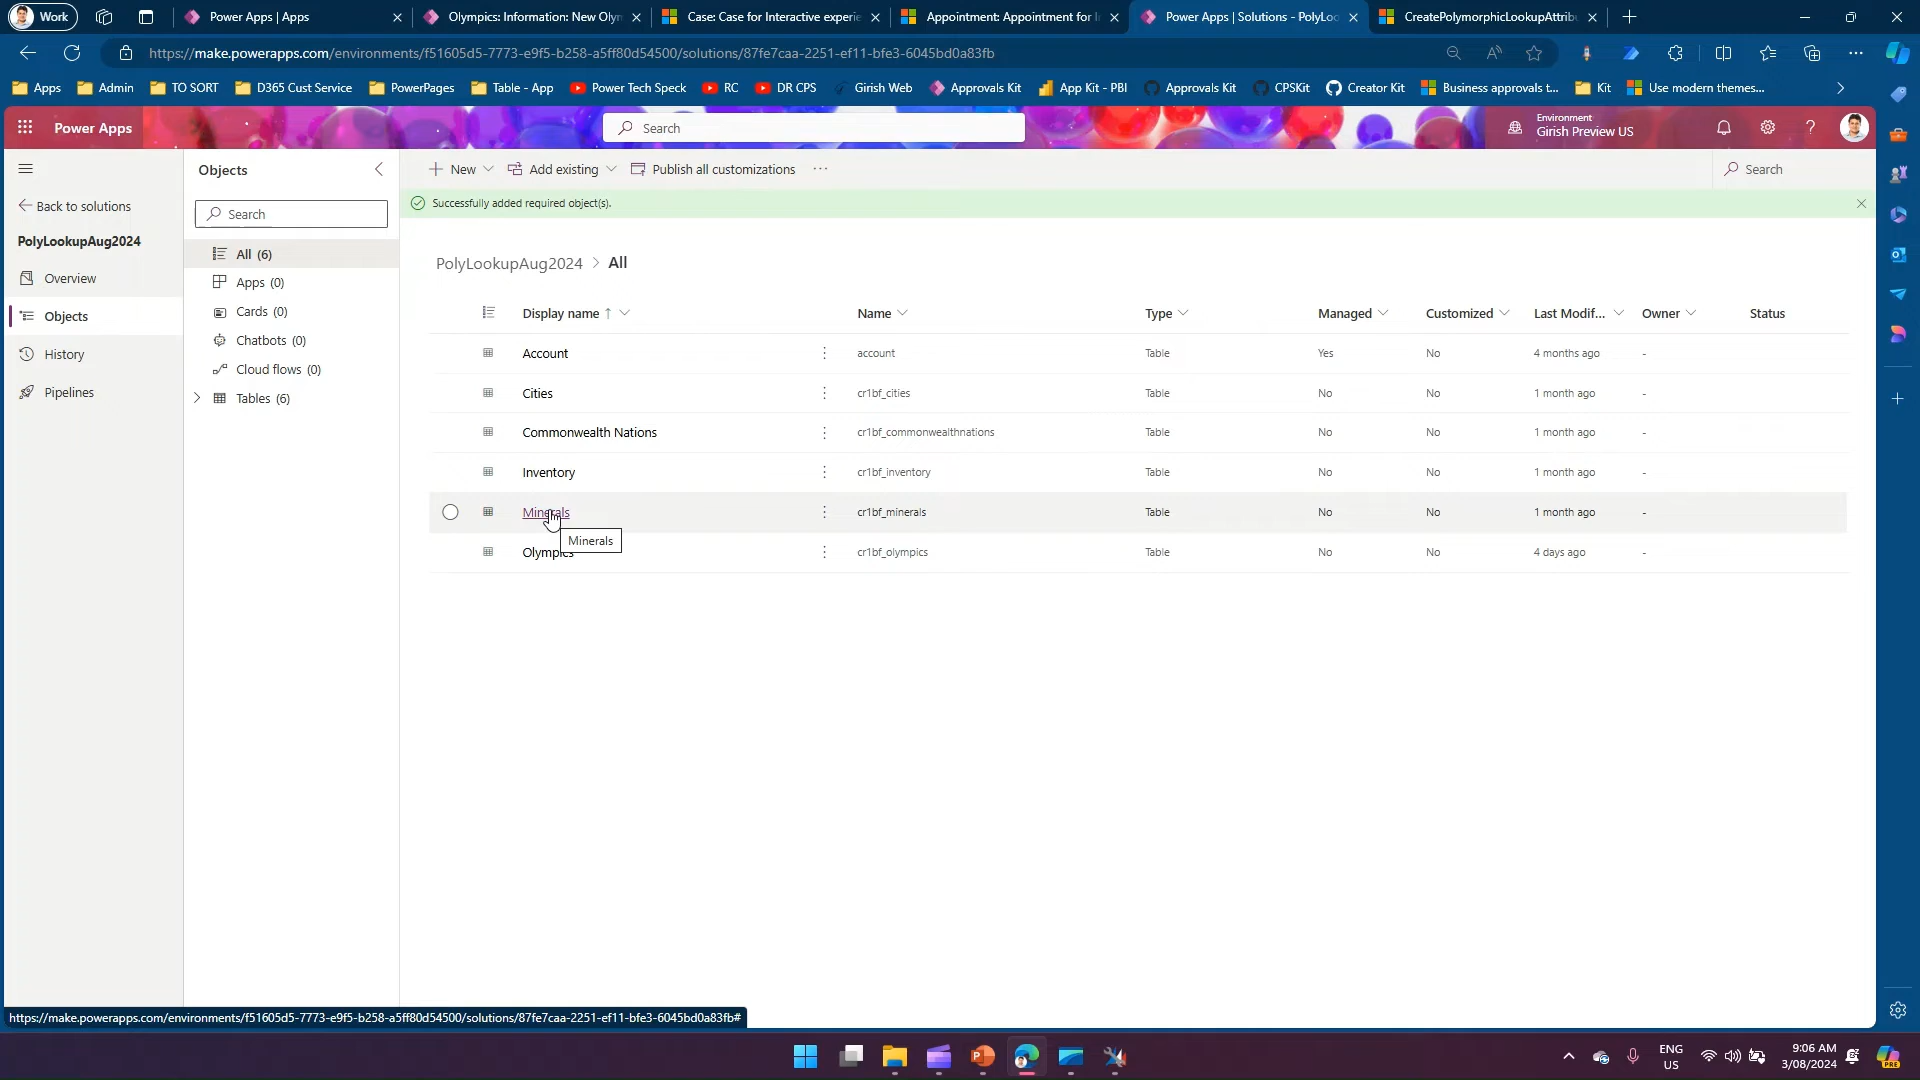 Work
Power Apps | Apps
Olympics: Information: New Olyn
Case: Case for Interactive experie
Appointment: Appointment for I
Power Apps | Solutions - PolyLoo
CreatePolymorphicLookupAttrib
https://make.powerapps.com/environments/f51605d5-7773-e9f5-b258-a5ff80d54500/solutions/87fe7caa-2251-ef11-bfe3-6045bd0a83fb
Apps
Admin
TO SORT
D365 Cust Service
PowerPages
Table - App
Power Tech Speck
RC
DR CPS
Girish Web
Approvals Kit
App Kit - PBI
Approvals Kit
CPSKit
Creator Kit
Business approvals t...
Kit
Use modern themes...
Power Apps
Search
Environment
Girish Preview US
Back to solutions
PolyLookupAug2024
Overview
Objects
History
Pipelines
Objects
Search
All (6)
Apps (0)
Cards (0)
Chatbots (0)
Cloud flows (0)
Tables (6)
New
Add existing
Publish all customizations
Search
Successfully added required object(s).
PolyLookupAug2024 > All
Display name ↑ Name Type Managed Customized Last Modif... Owner Status
Account account Table Yes No 4 months ago -
Cities cr1bf_cities Table No No 1 month ago -
Commonwealth Nations cr1bf_commonwealthnations Table No No 1 month ago -
Inventory cr1bf_inventory Table No No 1 month ago -
Minerals cr1bf_minerals Table No No 1 month ago -
Minerals
Olympics cr1bf_olympics Table No No 4 days ago -
https://make.powerapps.com/environments/f51605d5-7773-e9f5-b258-a5ff80d54500/solutions/87fe7caa-2251-ef11-bfe3-6045bd0a83fb#
ENG
US
9:06 AM
3/08/2024
PRE